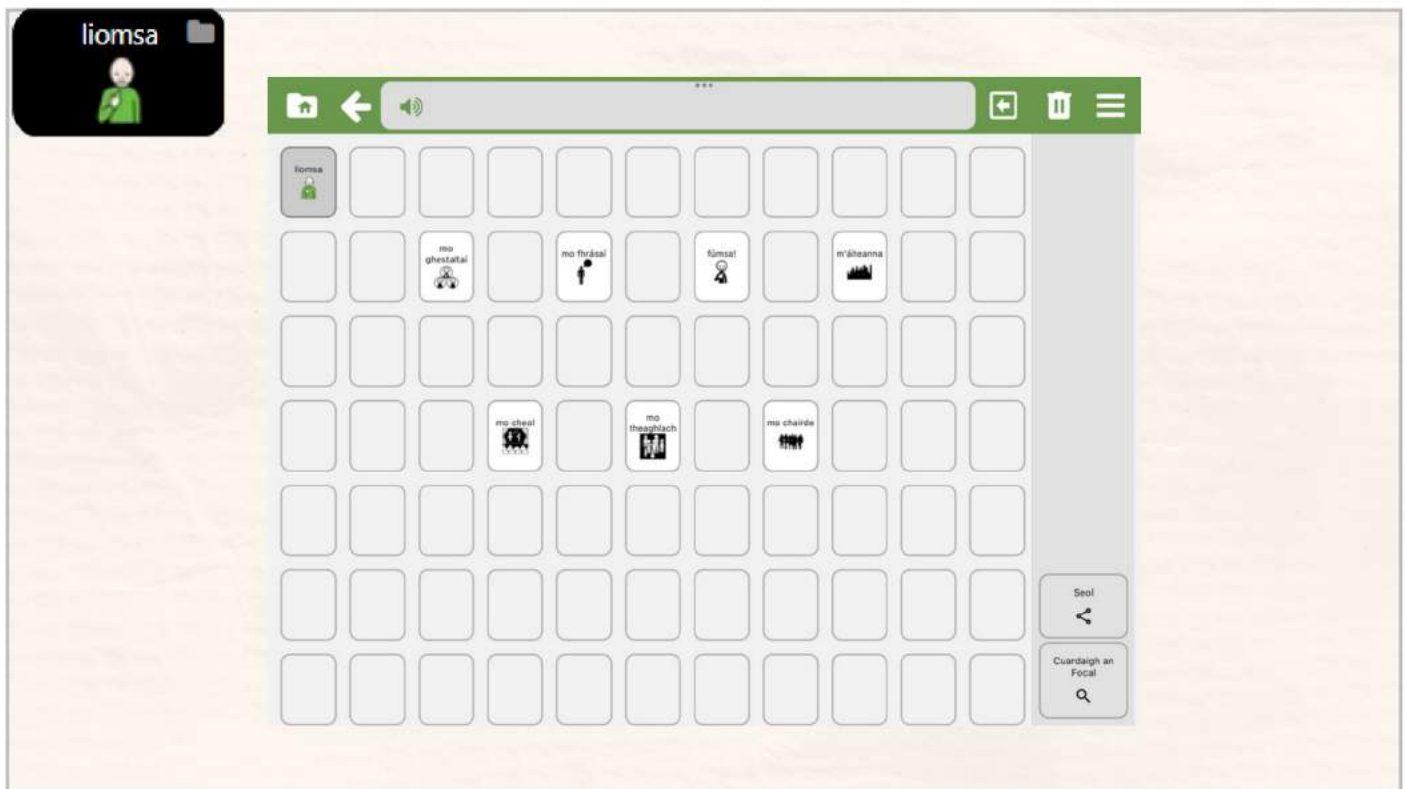 liomsa
liomsa
mo
ghestaltaí
mo fhrásaí
fúmsa!
m'áiteanna
mo cheol
mo
theaghlach
mo chairde
Seol
Cuardaigh an
Focal